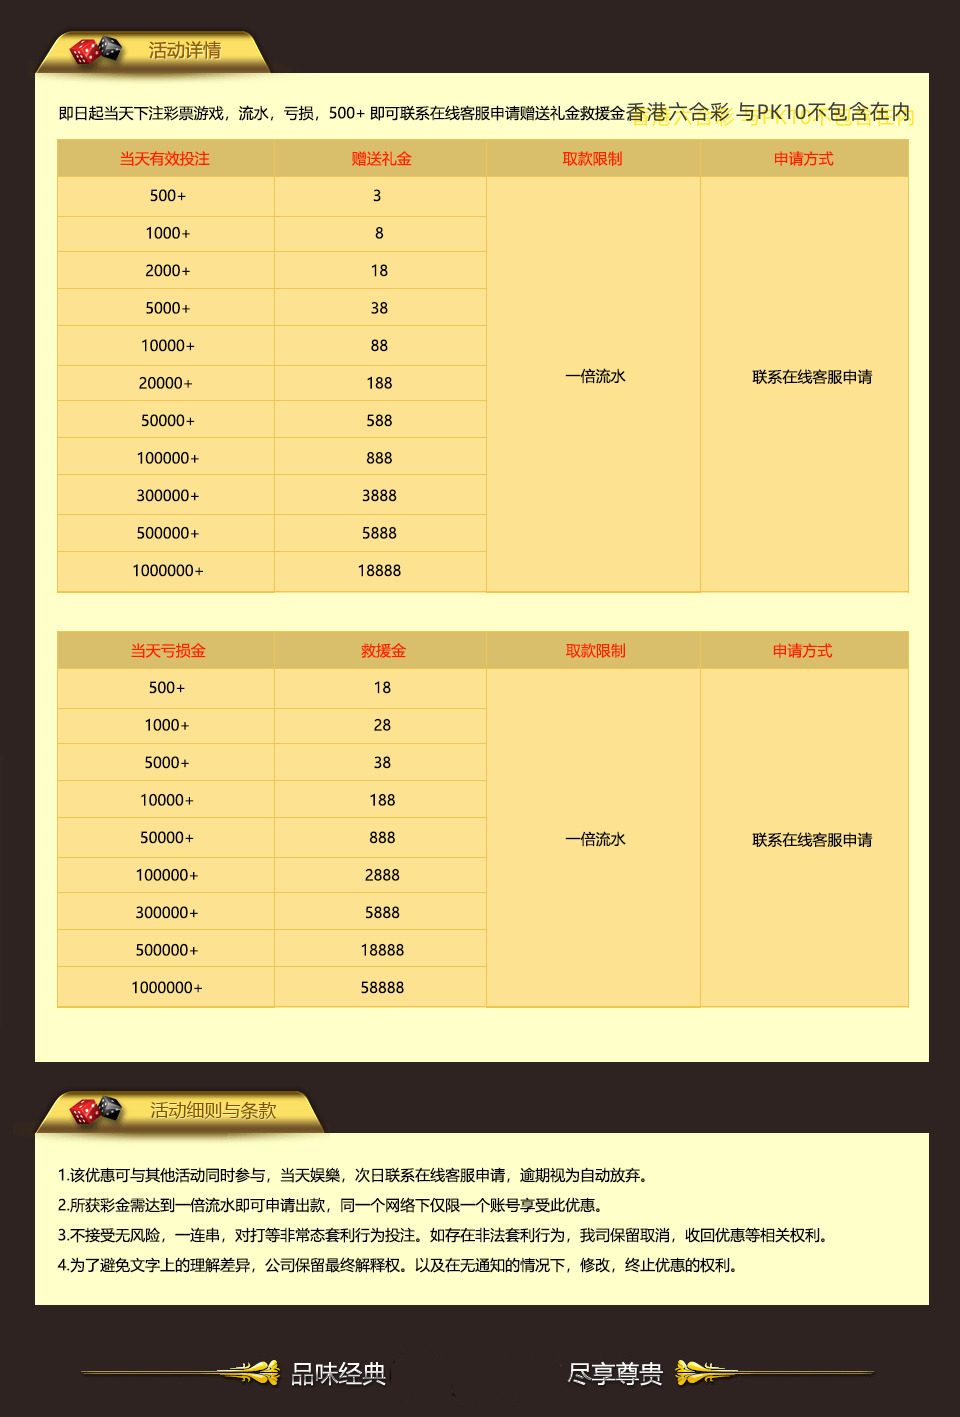 活动详情
即日起当天下注彩票游戏，流水，亏损，500+ 即可联系在线客服申请赠送礼金救援金香港六合彩 与PK10不包含在内
当天有效投注 赠送礼金 取款限制 申请方式
500+ 3
1000+ 8
2000+ 18
5000+ 38
10000+ 88
20000+ 188
一倍流水 联系在线客服申请
50000+ 588
100000+ 888
300000+ 3888
500000+ 5888
1000000+ 18888
当天亏损金 救援金 取款限制 申请方式
500+ 18
1000+ 28
5000+ 38
10000+ 188
50000+ 888
一倍流水 联系在线客服申请
100000+ 2888
300000+ 5888
500000+ 18888
1000000+ 58888
活动细则与条款
1.该优惠可与其他活动同时参与，当天娱樂，次日联系在线客服申请，逾期视为自动放弃。
2.所获彩金需达到一倍流水即可申请出款，同一个网络下仅限一个账号享受此优惠。
3.不接受无风险，一连串，对打等非常态套利行为投注。如存在非法套利行为，我司保留取消，收回优惠等相关权利。
4.为了避免文字上的理解差异，公司保留最终解释权。以及在无通知的情况下，修改，终止优惠的权利。
品味经典 尽享尊贵